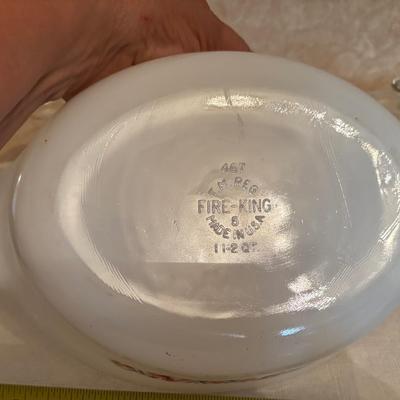 467
T.M. REG
FIRE-KING
8
MADE IN USA
1 1-2 QT